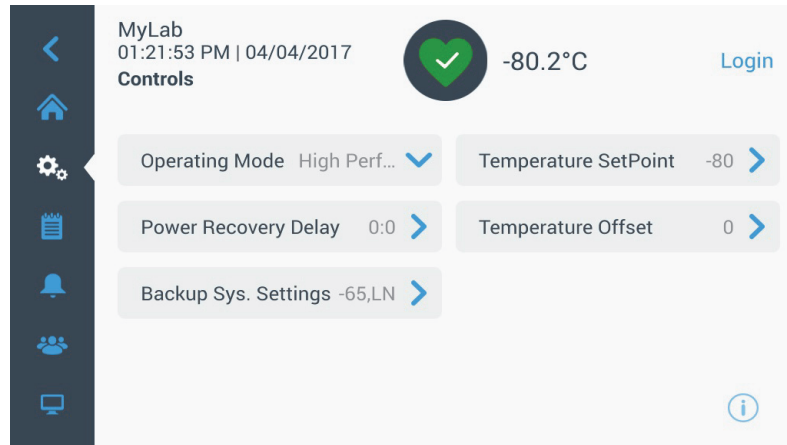 MyLab
01:21:53 PM | 04/04/2017
Controls
-80.2°C
Login
Operating Mode High Perf...
Temperature SetPoint -80
Power Recovery Delay 0:0
Temperature Offset 0
Backup Sys. Settings -65,LN
i